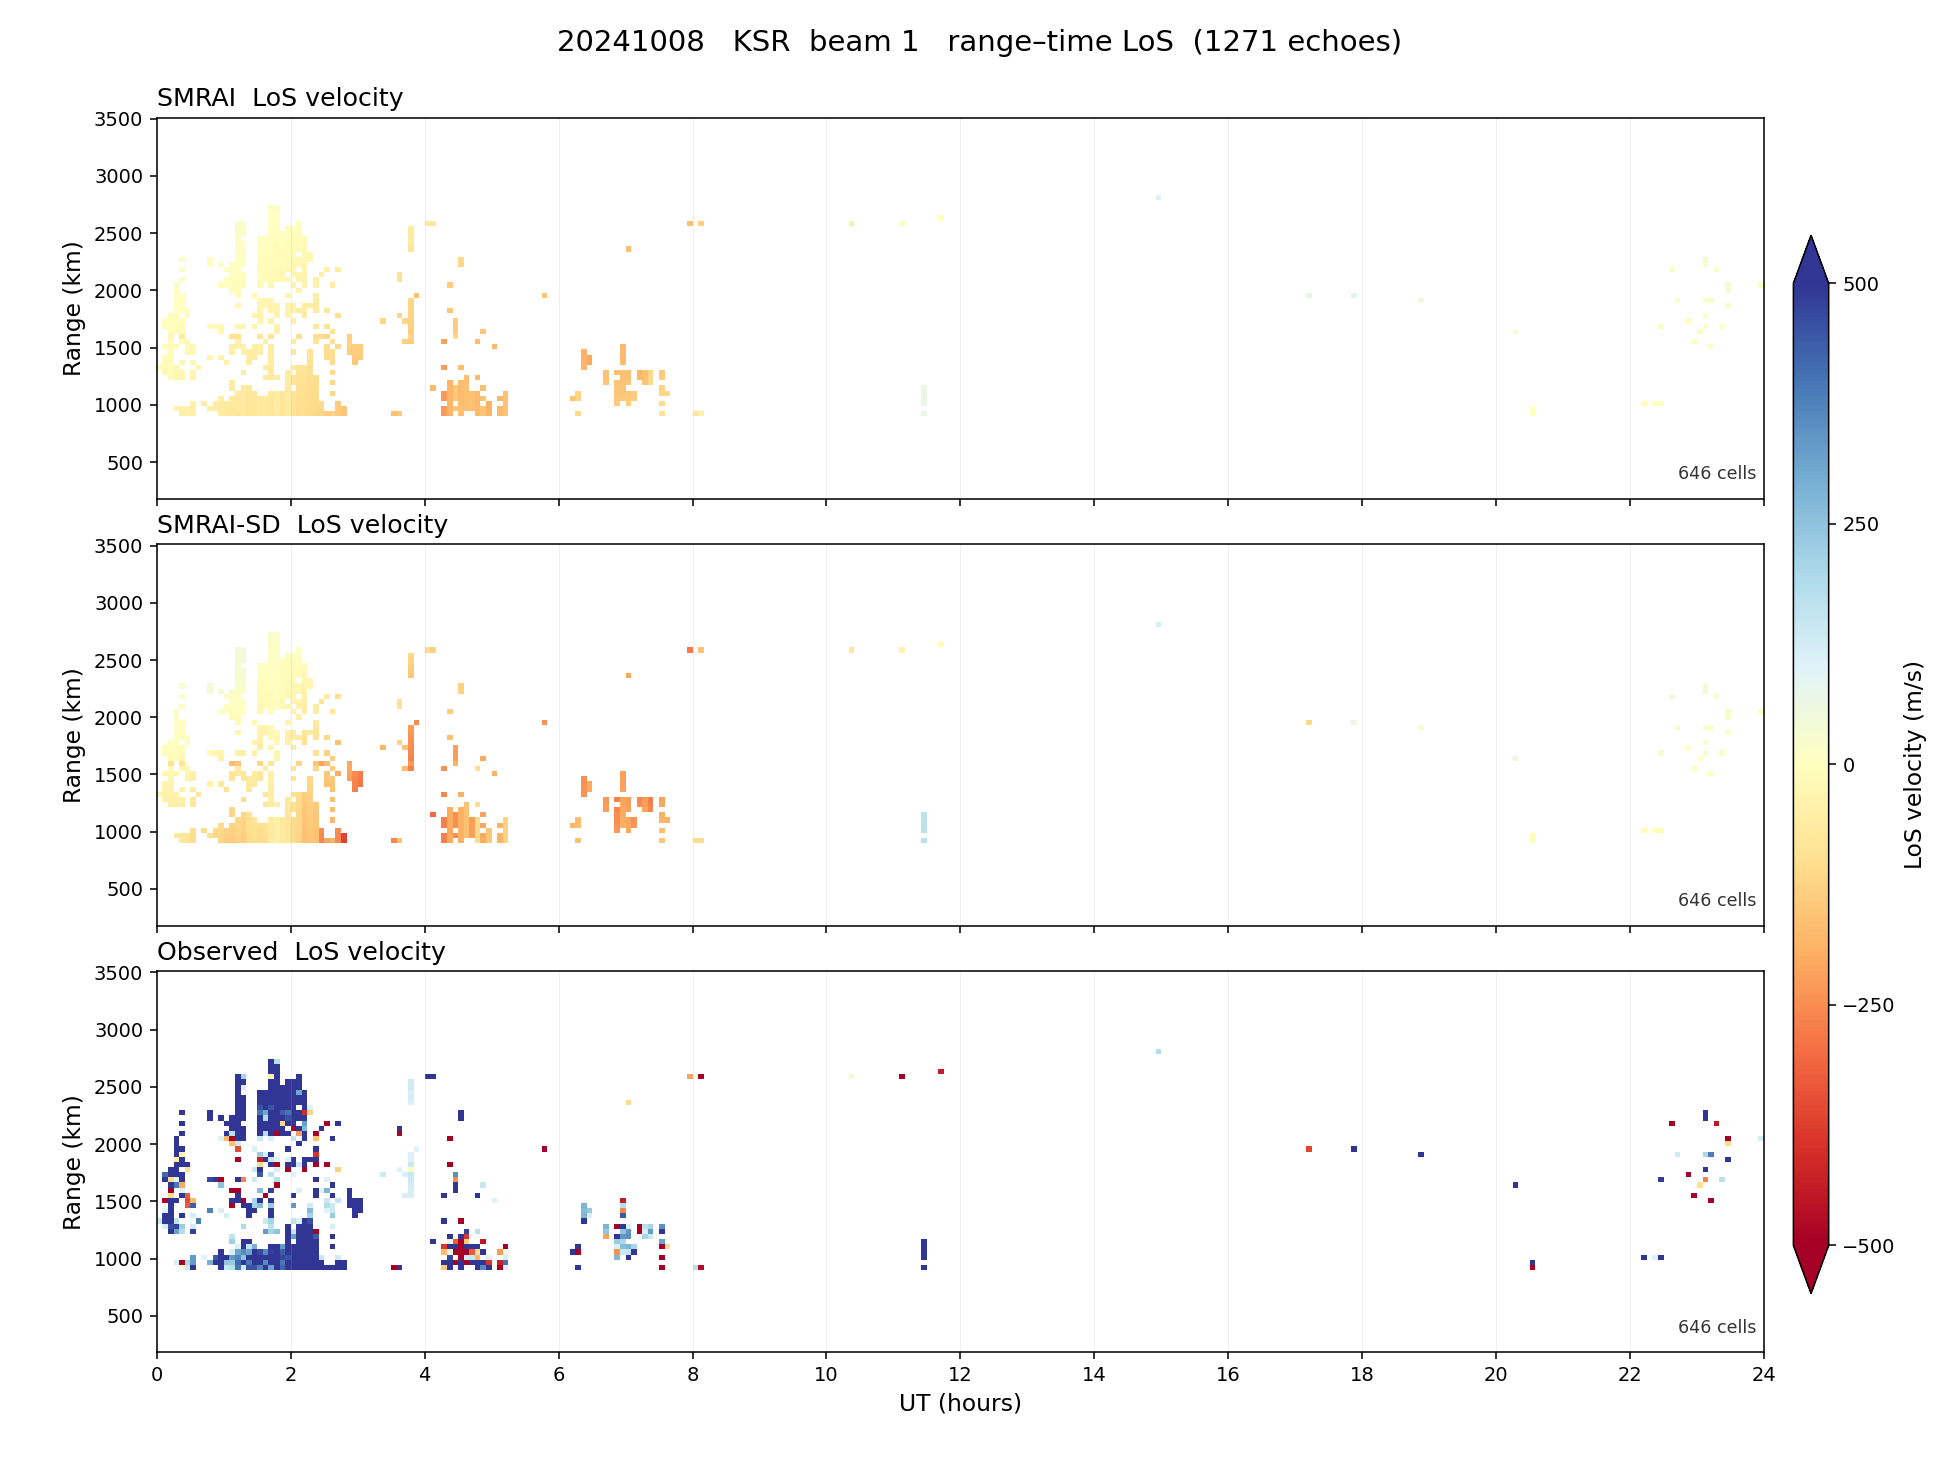 20241008   KSR  beam 1   range–time LoS  (1271 echoes)
SMRAI  LoS velocity
3500
3000
2500
2000
1500
1000
500
Range (km)
646 cells
SMRAI-SD  LoS velocity
3500
3000
2500
2000
1500
1000
500
Range (km)
646 cells
Observed  LoS velocity
3500
3000
2500
2000
1500
1000
500
Range (km)
646 cells
0 2 4 6 8 10 12 14 16 18 20 22 24
UT (hours)
500
250
0
−250
−500
LoS velocity (m/s)